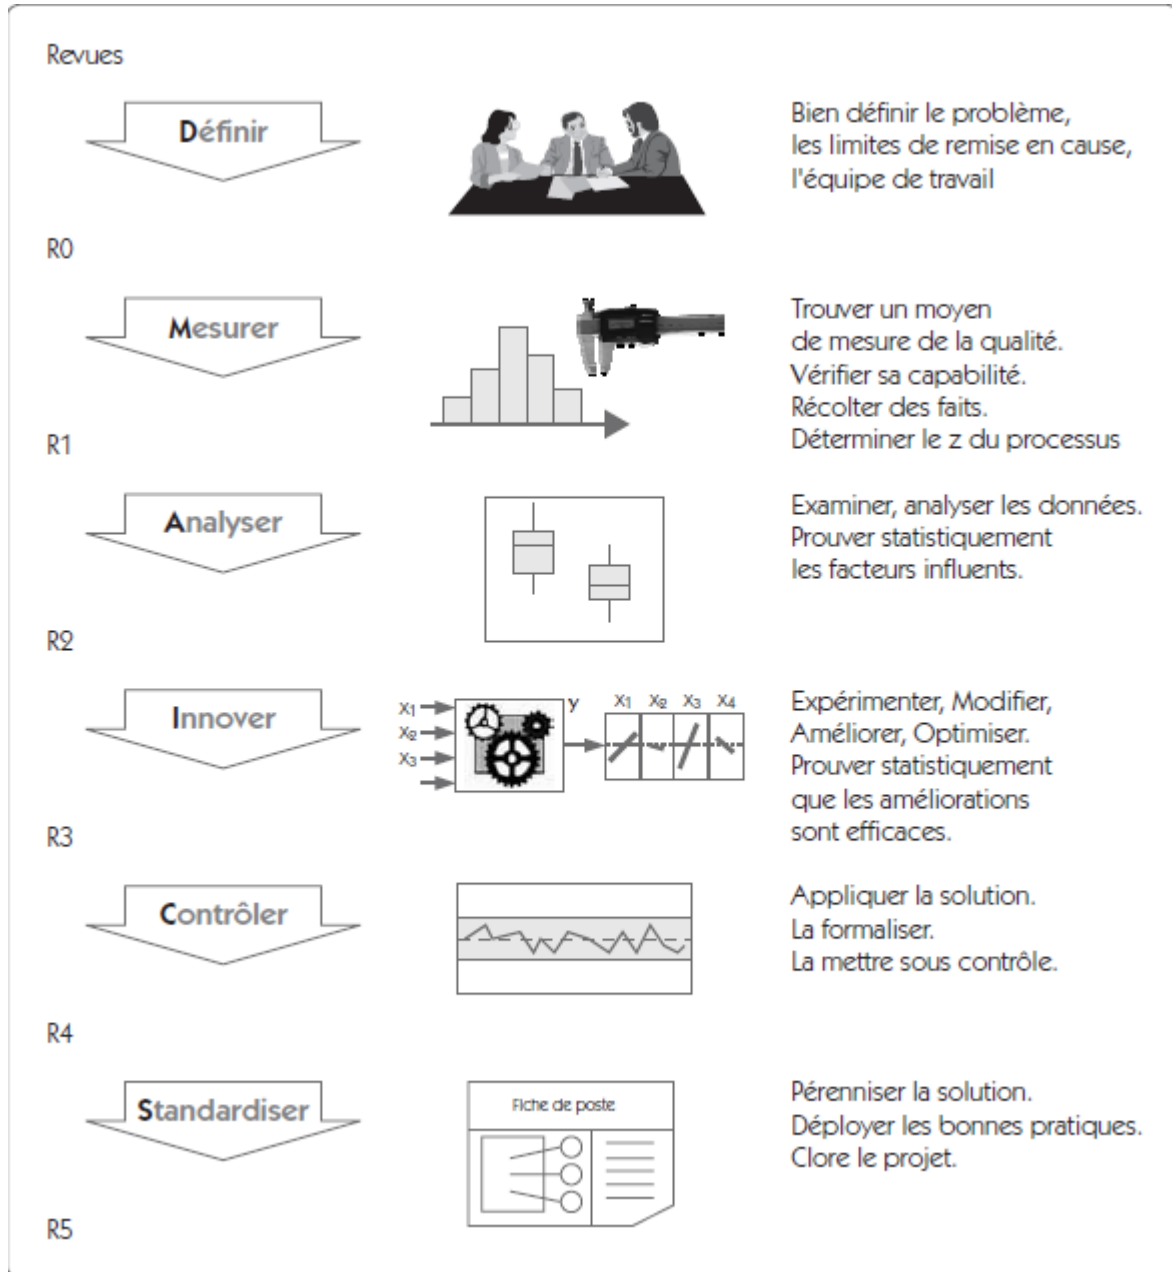 Revues
Définir
Bien définir le problème,
les limites de remise en cause,
l'équipe de travail
R0
Mesurer
Trouver un moyen
de mesure de la qualité.
Vérifier sa capabilité.
Récolter des faits.
Déterminer le z du processus
R1
Analyser
Examiner, analyser les données.
Prouver statistiquement
les facteurs influents.
R2
Innover
X1
X2
X3
y
X1 X2 X3 X4
Expérimenter, Modifier,
Améliorer, Optimiser.
Prouver statistiquement
que les améliorations
sont efficaces.
R3
Contrôler
Appliquer la solution.
La formaliser.
La mettre sous contrôle.
R4
Standardiser
Fiche de poste
Pérenniser la solution.
Déployer les bonnes pratiques.
Clore le projet.
R5